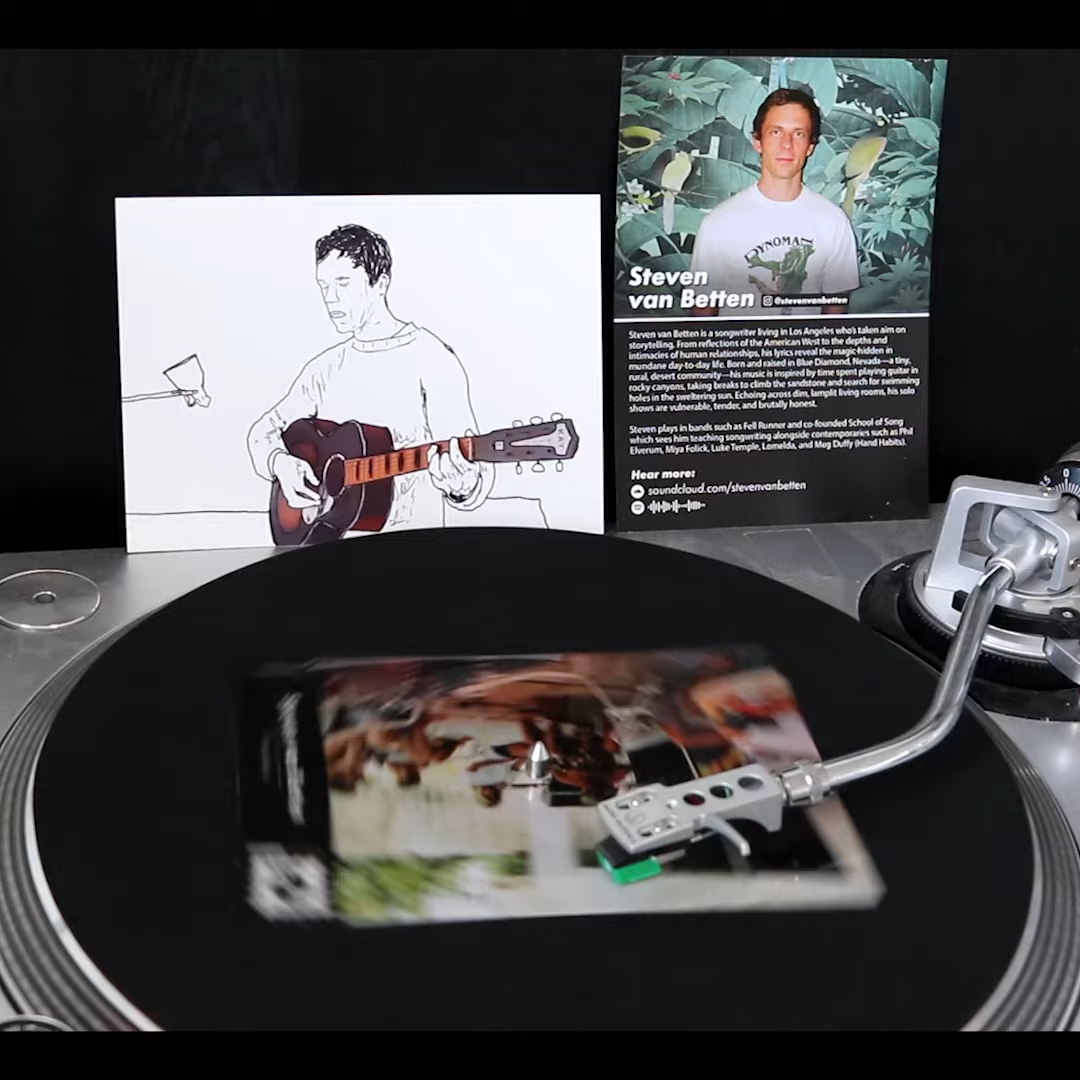 DYNOMAN
Steven
van Betten @stevenvanbetten
Steven van Betten is a songwriter living in Los Angeles who's taken aim on
storytelling. From reflections of the American West to the depths and
intimacies of human relationships, his lyrics reveal the magic hidden in
mundane day-to-day life. Born and raised in Blue Diamond, Nevada—a tiny,
rural, desert community—his music is inspired by time spent playing guitar in
rocky canyons, taking breaks to climb the sandstone and search for swimming
holes in the sweltering sun. Echoing across dim, lamplit living rooms, his solo
shows are vulnerable, tender, and brutally honest.
Steven plays in bands such as Fell Runner and co-founded School of Song
which sees him teaching songwriting alongside contemporaries such as Phil
Elverum, Miya Folick, Luke Temple, Lomelda, and Meg Duffy (Hand Habits).
Hear more:
soundcloud.com/stevenvanbetten
0